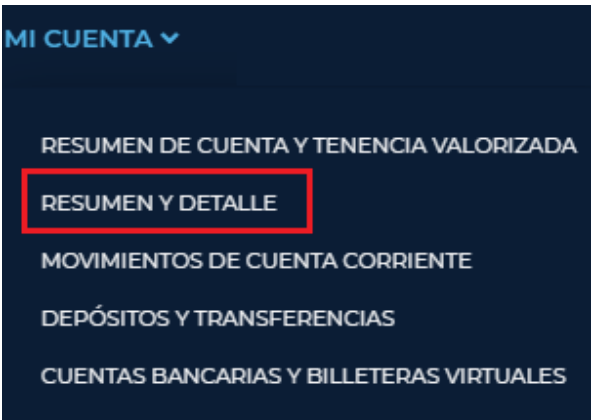 MI CUENTA
RESUMEN DE CUENTA Y TENENCIA VALORIZADA
RESUMEN Y DETALLE
MOVIMIENTOS DE CUENTA CORRIENTE
DEPÓSITOS Y TRANSFERENCIAS
CUENTAS BANCARIAS Y BILLETERAS VIRTUALES